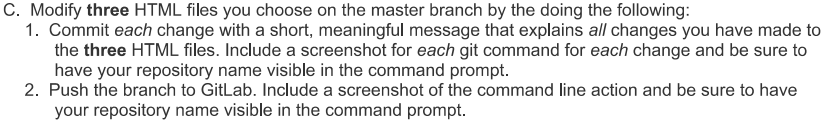 C. Modify three HTML files you choose on the master branch by the doing the following:
1. Commit each change with a short, meaningful message that explains all changes you have made to
the three HTML files. Include a screenshot for each git command for each change and be sure to
have your repository name visible in the command prompt.
2. Push the branch to GitLab. Include a screenshot of the command line action and be sure to have
your repository name visible in the command prompt.